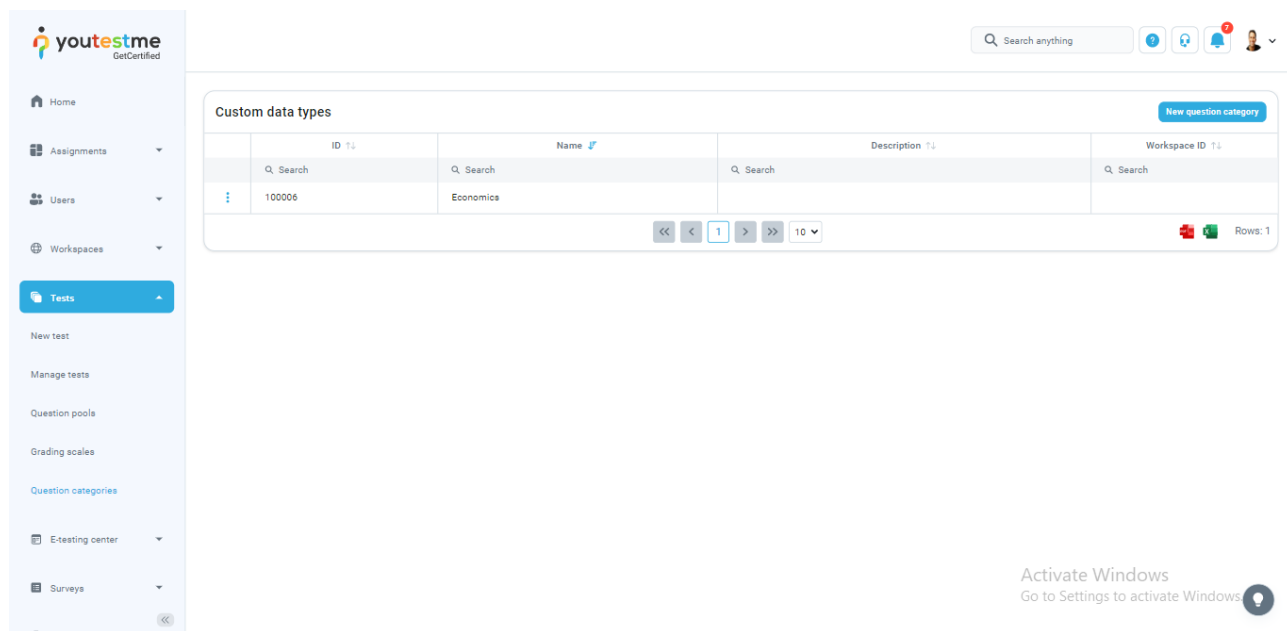 youtestme
GetCertified
Search anything
?
7
Home
Assignments
Users
Workspaces
Tests
New test
Manage tests
Question pools
Grading scales
Question categories
E-testing center
Surveys
Custom data types
New question category
ID Name Description Workspace ID
Search Search Search Search
100006 Economics
1 10 Rows: 1
Activate Windows
Go to Settings to activate Windows.